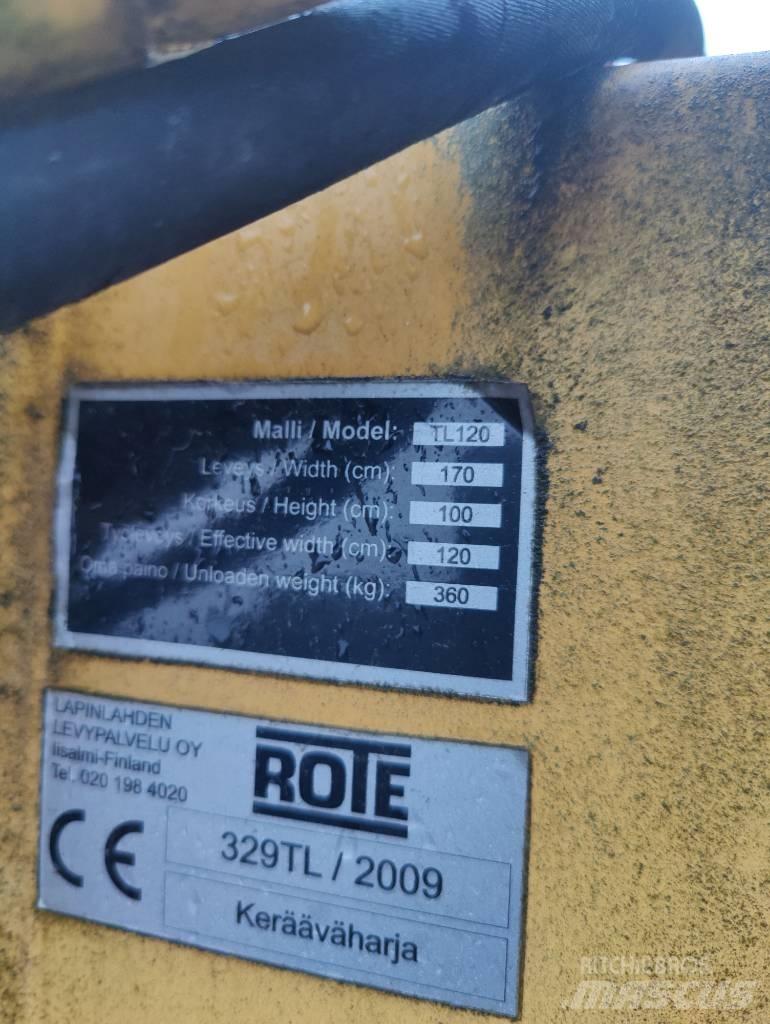 Malli / Model: TL120
Leveys / Width (cm): 170
Korkeus / Height (cm): 100
Työleveys / Effective width (cm): 120
Oma paino / Unloaden weight (kg): 360
LAPINLAHDEN
LEVYPALVELU OY
Iisalmi-Finland
Tel. 020 198 4020
ROTE
CE
329TL / 2009
Keräävä­harja
RITCHIE BROS
MASCUS